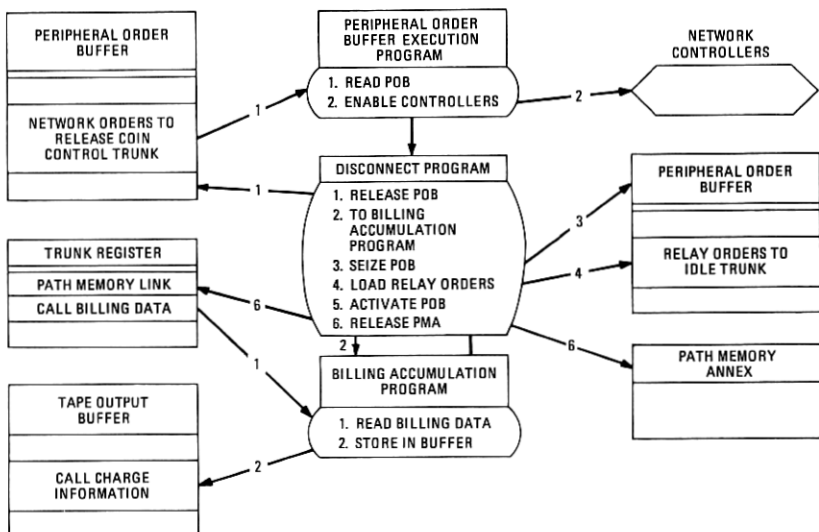 PERIPHERAL ORDER
BUFFER
NETWORK ORDERS TO
RELEASE COIN
CONTROL TRUNK
1
PERIPHERAL ORDER
BUFFER EXECUTION
PROGRAM
1. READ POB
2. ENABLE CONTROLLERS
2
NETWORK
CONTROLLERS
1
DISCONNECT PROGRAM
1. RELEASE POB
2. TO BILLING
ACCUMULATION
PROGRAM
3. SEIZE POB
4. LOAD RELAY ORDERS
5. ACTIVATE POB
6. RELEASE PMA
3
4
PERIPHERAL ORDER
BUFFER
RELAY ORDERS TO
IDLE TRUNK
TRUNK REGISTER
PATH MEMORY LINK
CALL BILLING DATA
6
1
2
6
PATH MEMORY
ANNEX
BILLING ACCUMULATION
PROGRAM
1. READ BILLING DATA
2. STORE IN BUFFER
2
TAPE OUTPUT
BUFFER
CALL CHARGE
INFORMATION